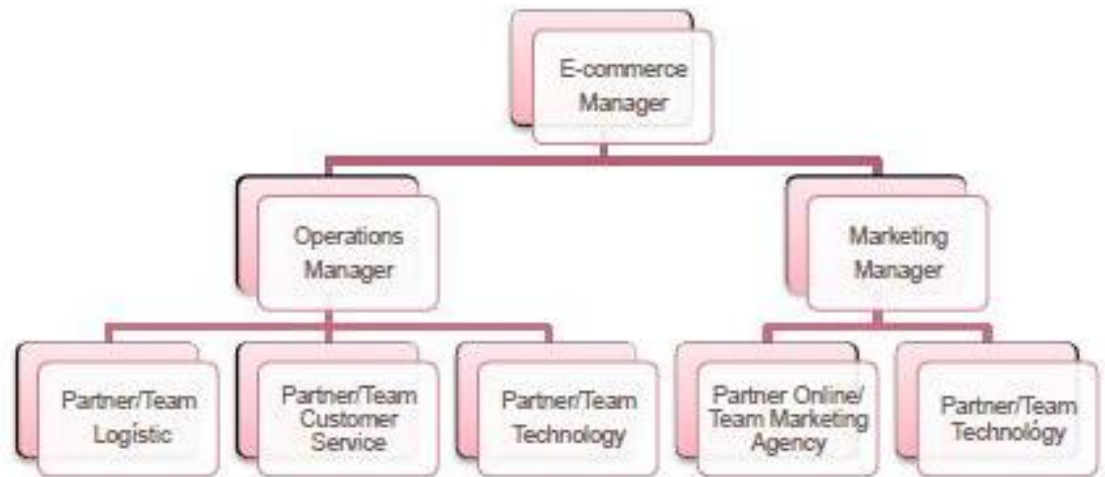 E-commerce
Manager
Operations
Manager
Marketing
Manager
Partner/Team
Logístic
Partner/Team
Customer
Service
Partner/Team
Technology
Partner Online/
Team Marketing
Agency
Partner/Team
Technológy